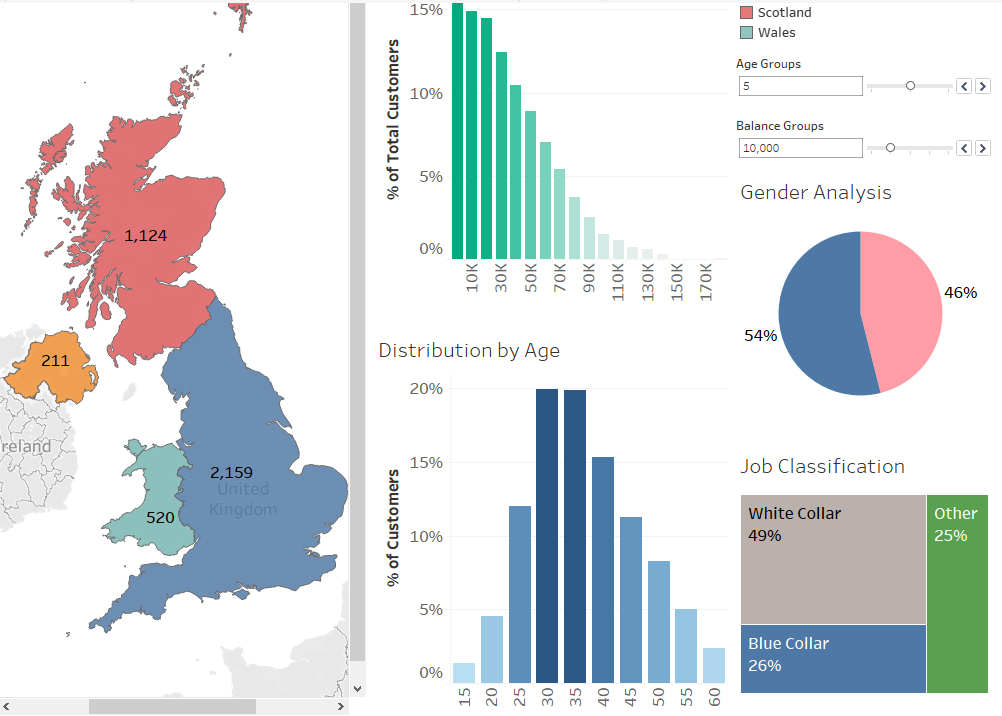 1,124
211
reland
2,159
United
Kingdom
520
% of Total Customers
15%
10%
5%
0%
10K
30K
50K
70K
90K
110K
130K
150K
170K
Distribution by Age
% of Customers
20%
15%
10%
5%
0%
15
20
25
30
35
40
45
50
55
60
Scotland
Wales
Age Groups
5
Balance Groups
10,000
Gender Analysis
46%
54%
Job Classification
White Collar
49%
Other
25%
Blue Collar
26%